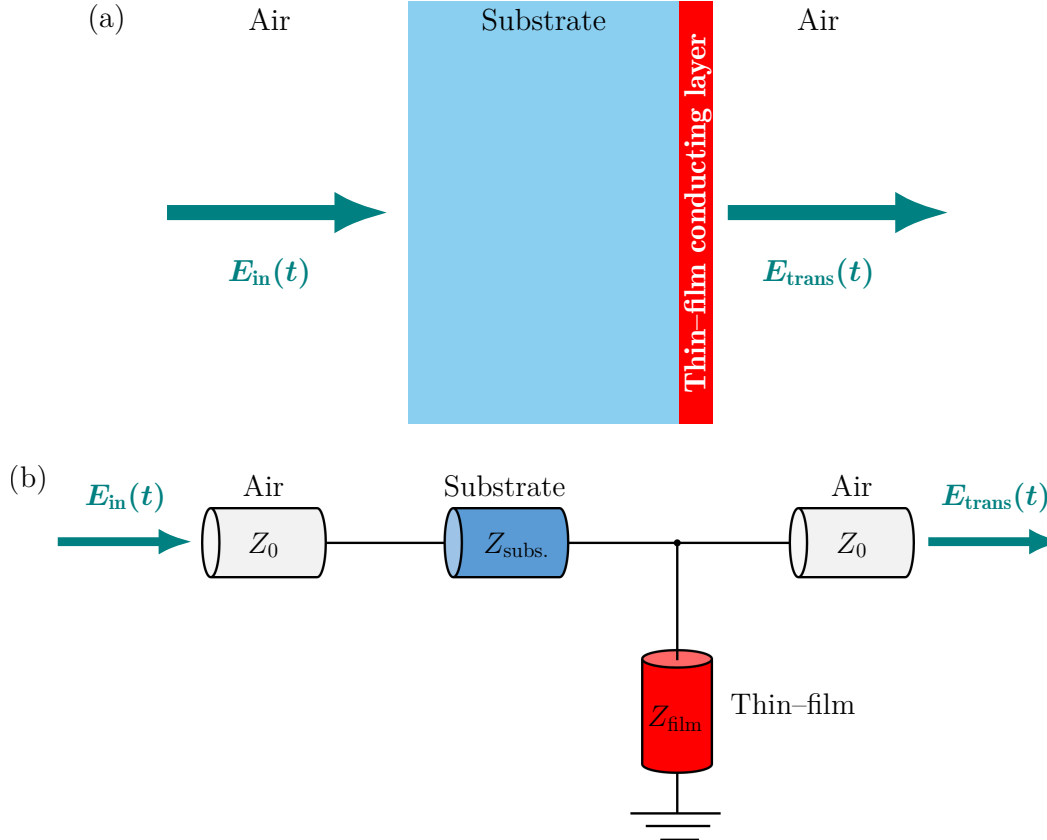 (a)
Air
Substrate
Air
Thin–film conducting layer
E_in(t)
E_trans(t)
(b)
E_in(t)
Air
Substrate
Air
E_trans(t)
Z_0
Z_subs.
Z_0
Z_film
Thin–film